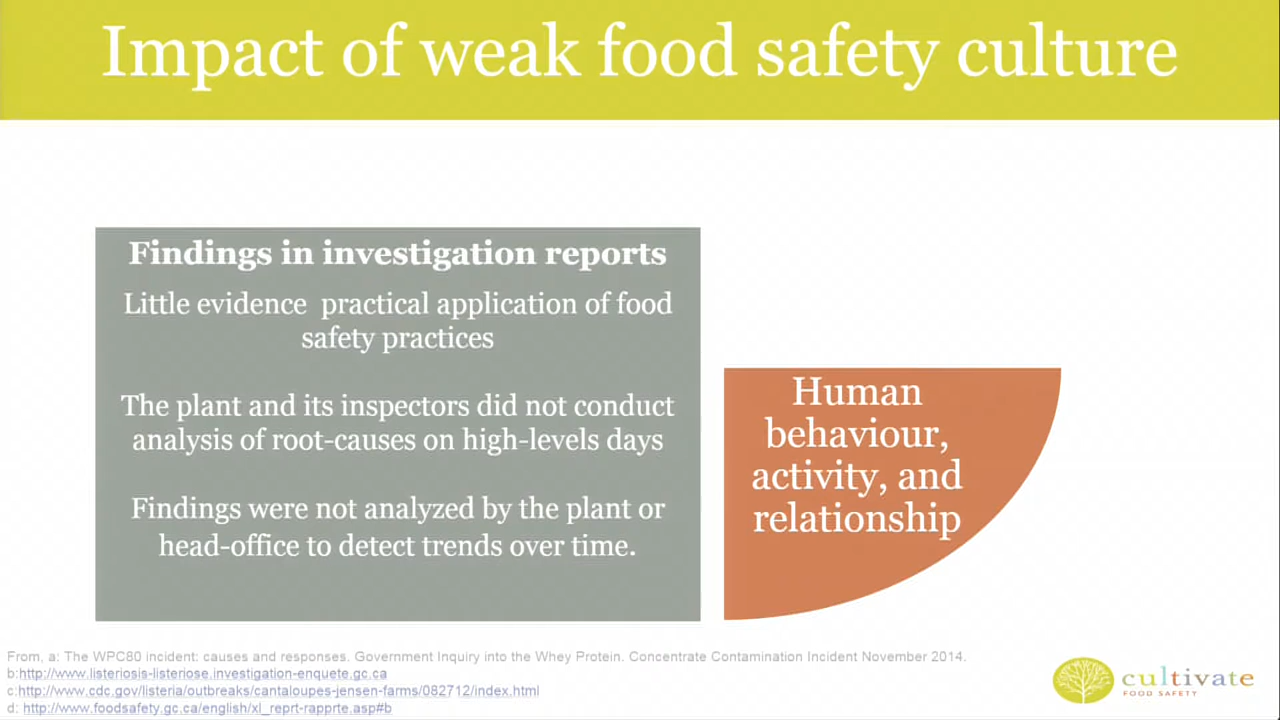 Impact of weak food safety culture
Findings in investigation reports
Little evidence  practical application of food
safety practices
The plant and its inspectors did not conduct
analysis of root-causes on high-levels days
Findings were not analyzed by the plant or
head-office to detect trends over time.
Human
behaviour,
activity, and
relationship
From, a: The WPC80 incident: causes and responses. Government Inquiry into the Whey Protein. Concentrate Contamination Incident November 2014.
b:http://www.listeriosis-listeriose.investigation-enquete.gc.ca
c:http://www.cdc.gov/listeria/outbreaks/cantaloupes-jensen-farms/082712/index.html
d: http://www.foodsafety.gc.ca/english/xl_reprt-rapprte.asp#b
cultivate
FOOD SAFETY